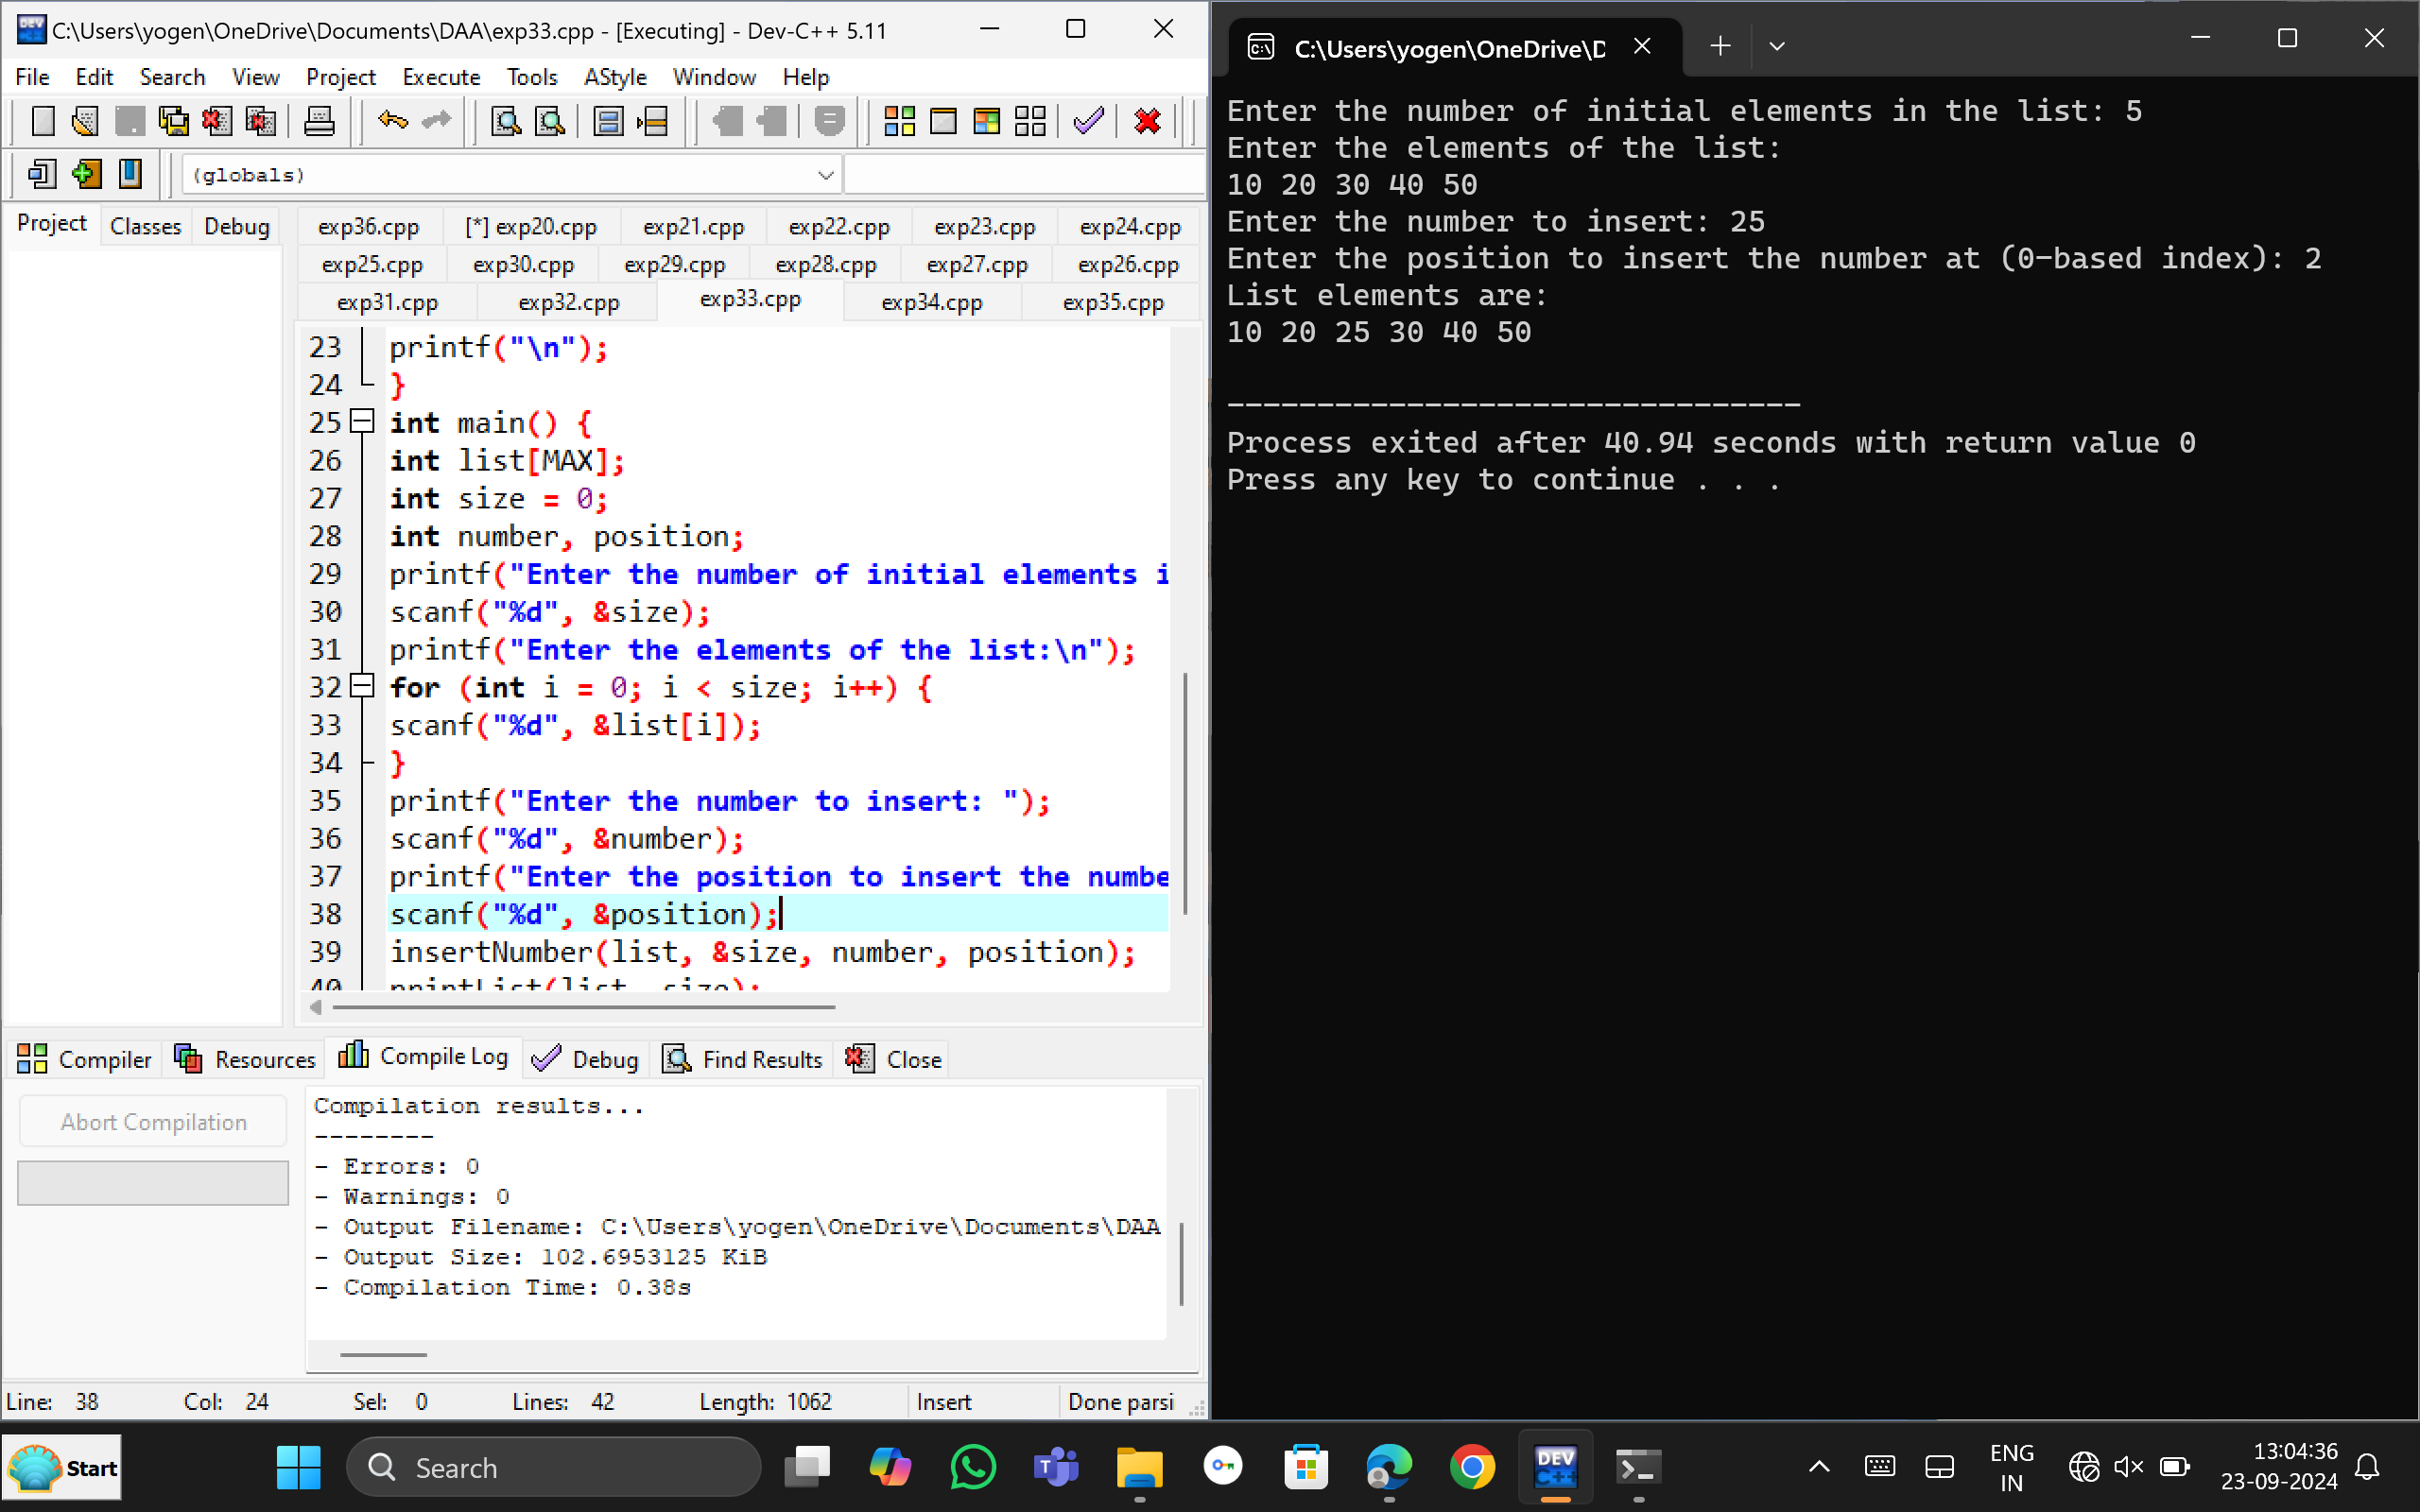 C:\Users\yogen\OneDrive\Documents\DAA\exp33.cpp - [Executing] - Dev-C++ 5.11
File Edit Search View Project Execute Tools AStyle Window Help
(globals)
Project Classes Debug
exp36.cpp [*] exp20.cpp exp21.cpp exp22.cpp exp23.cpp exp24.cpp
exp25.cpp exp30.cpp exp29.cpp exp28.cpp exp27.cpp exp26.cpp
exp31.cpp exp32.cpp exp33.cpp exp34.cpp exp35.cpp
23 printf("\n");
24 }
25 int main() {
26 int list[MAX];
27 int size = 0;
28 int number, position;
29 printf("Enter the number of initial elements i
30 scanf("%d", &size);
31 printf("Enter the elements of the list:\n");
32 for (int i = 0; i < size; i++) {
33 scanf("%d", &list[i]);
34 }
35 printf("Enter the number to insert: ");
36 scanf("%d", &number);
37 printf("Enter the position to insert the numbe
38 scanf("%d", &position);
39 insertNumber(list, &size, number, position);
40 printList(list, size);
Compiler Resources Compile Log Debug Find Results Close
Abort Compilation
Compilation results...
--------
- Errors: 0
- Warnings: 0
- Output Filename: C:\Users\yogen\OneDrive\Documents\DAA
- Output Size: 102.6953125 KiB
- Compilation Time: 0.38s
Line: 38 Col: 24 Sel: 0 Lines: 42 Length: 1062 Insert Done parsi
C:\Users\yogen\OneDrive\D
Enter the number of initial elements in the list: 5
Enter the elements of the list:
10 20 30 40 50
Enter the number to insert: 25
Enter the position to insert the number at (0-based index): 2
List elements are:
10 20 25 30 40 50
--------------------------------
Process exited after 40.94 seconds with return value 0
Press any key to continue . . .
Start
Search
DEV
C++
ENG
IN
13:04:36
23-09-2024